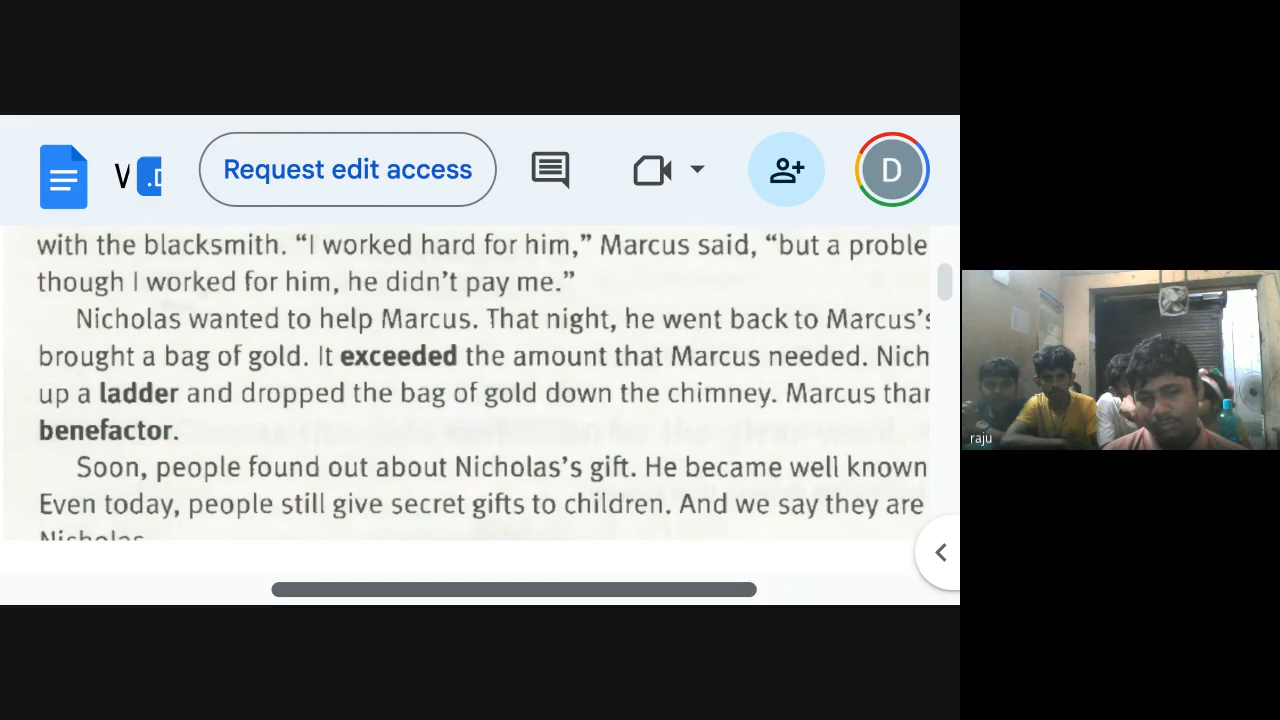 Request edit access
D
with the blacksmith. “I worked hard for him,” Marcus said, “but a proble
though I worked for him, he didn’t pay me.”
Nicholas wanted to help Marcus. That night, he went back to Marcus’s
brought a bag of gold. It exceeded the amount that Marcus needed. Nich
up a ladder and dropped the bag of gold down the chimney. Marcus than
benefactor.
Soon, people found out about Nicholas’s gift. He became well known
Even today, people still give secret gifts to children. And we say they are
Nicholas
raju